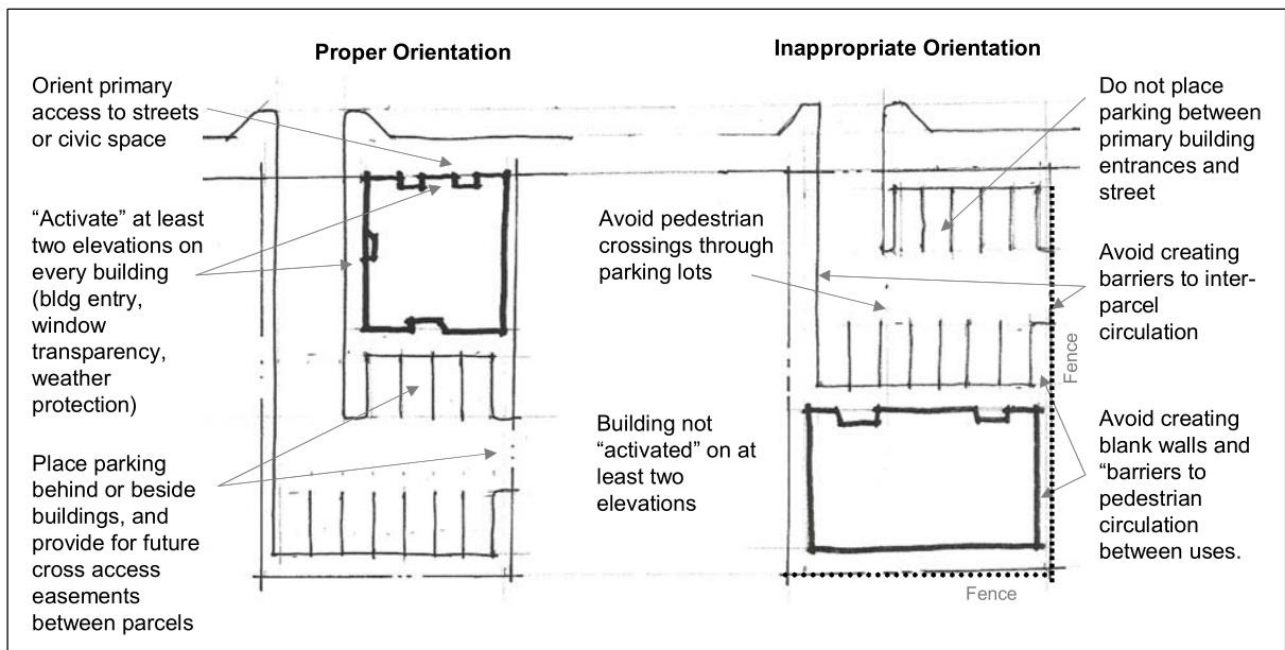 Proper Orientation
Orient primary
access to streets
or civic space
“Activate” at least
two elevations on
every building
(bldg entry,
window
transparency,
weather
protection)
Place parking
behind or beside
buildings, and
provide for future
cross access
easements
between parcels
Inappropriate Orientation
Do not place
parking between
primary building
entrances and
street
Avoid pedestrian
crossings through
parking lots
Avoid creating
barriers to inter-
parcel
circulation
Fence
Building not
“activated” on at
least two
elevations
Avoid creating
blank walls and
“barriers to
pedestrian
circulation
between uses.
Fence